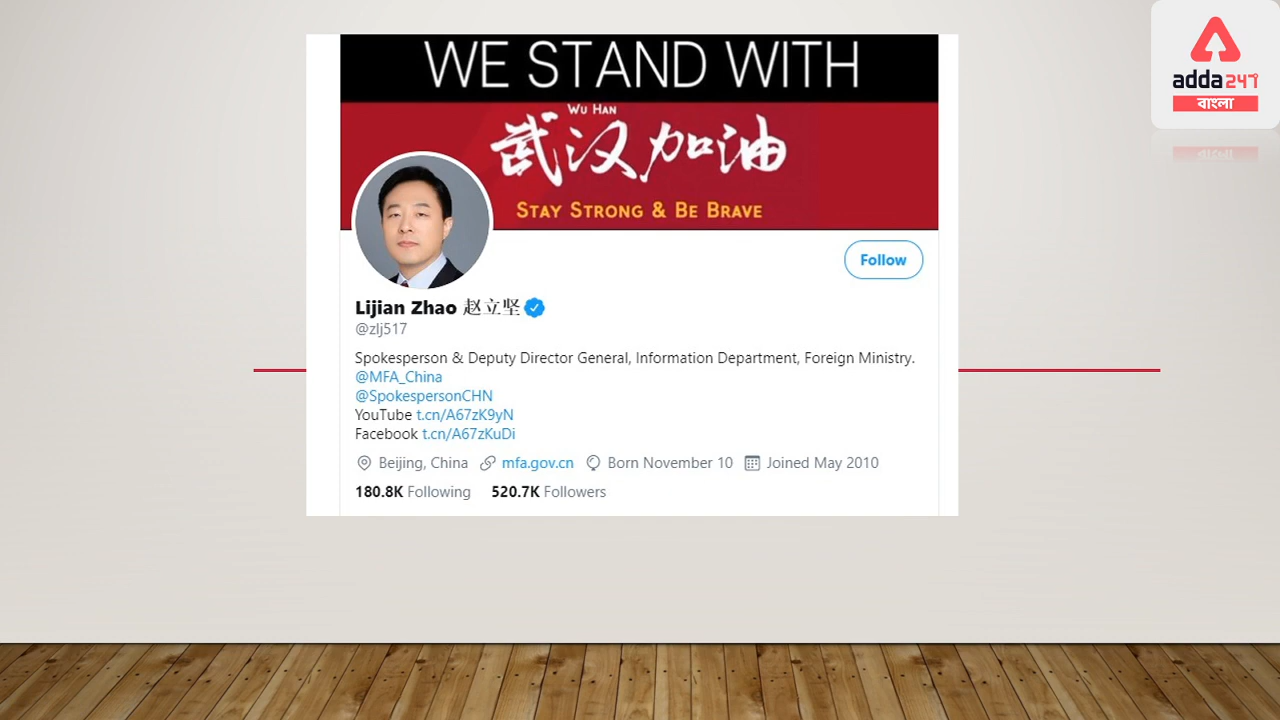 WE STAND WITH
WU HAN
武汉加油
STAY STRONG & BE BRAVE
Follow
Lijian Zhao 赵立坚
@zlj517
Spokesperson & Deputy Director General, Information Department, Foreign Ministry.
@MFA_China
@SpokespersonCHN
YouTube t.cn/A67zK9yN
Facebook t.cn/A67zKuDi
Beijing, China mfa.gov.cn Born November 10 Joined May 2010
180.8K Following 520.7K Followers
adda247
বাংলা